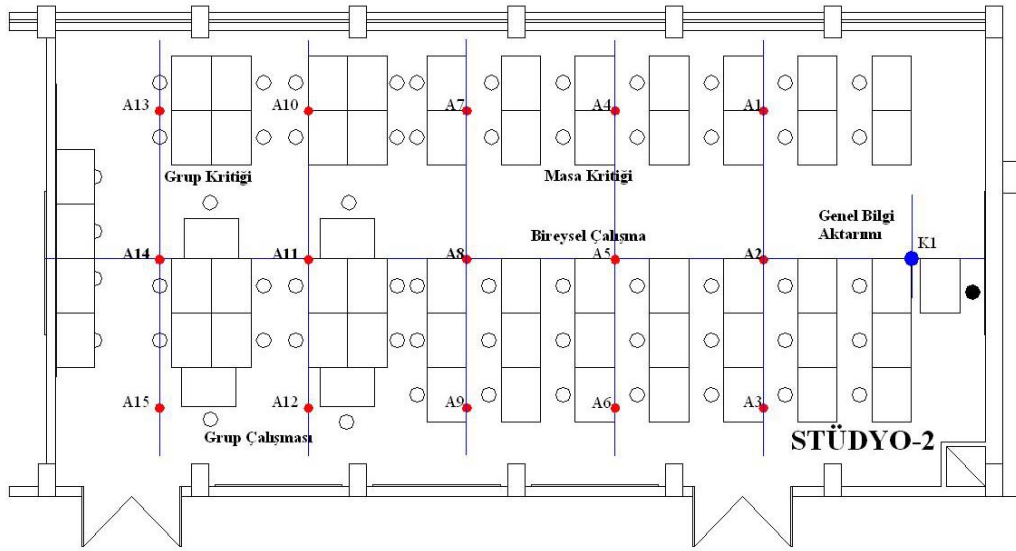 A13
A10
A7
A4
A1
Grup Kritiği
Masa Kritiği
Genel Bilgi
Aktarımı
Bireysel Çalışma
K1
A14
A11
A8
A5
A2
A15
A12
A9
A6
A3
Grup Çalışması
STÜDYO-2